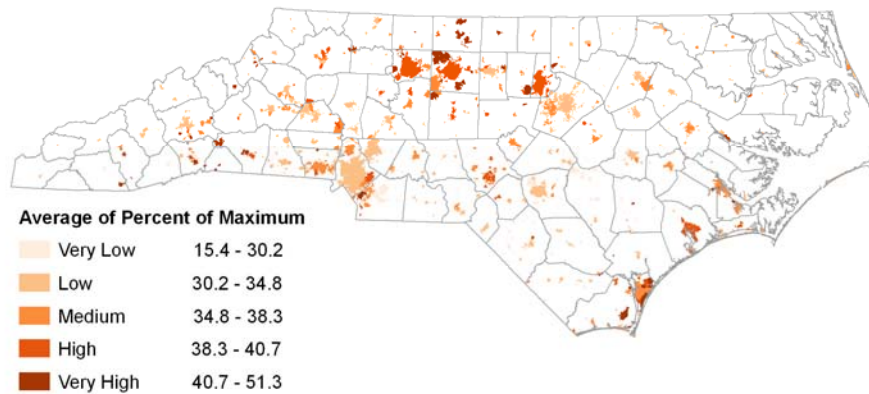 Average of Percent of Maximum
Very Low 15.4 - 30.2
Low 30.2 - 34.8
Medium 34.8 - 38.3
High 38.3 - 40.7
Very High 40.7 - 51.3